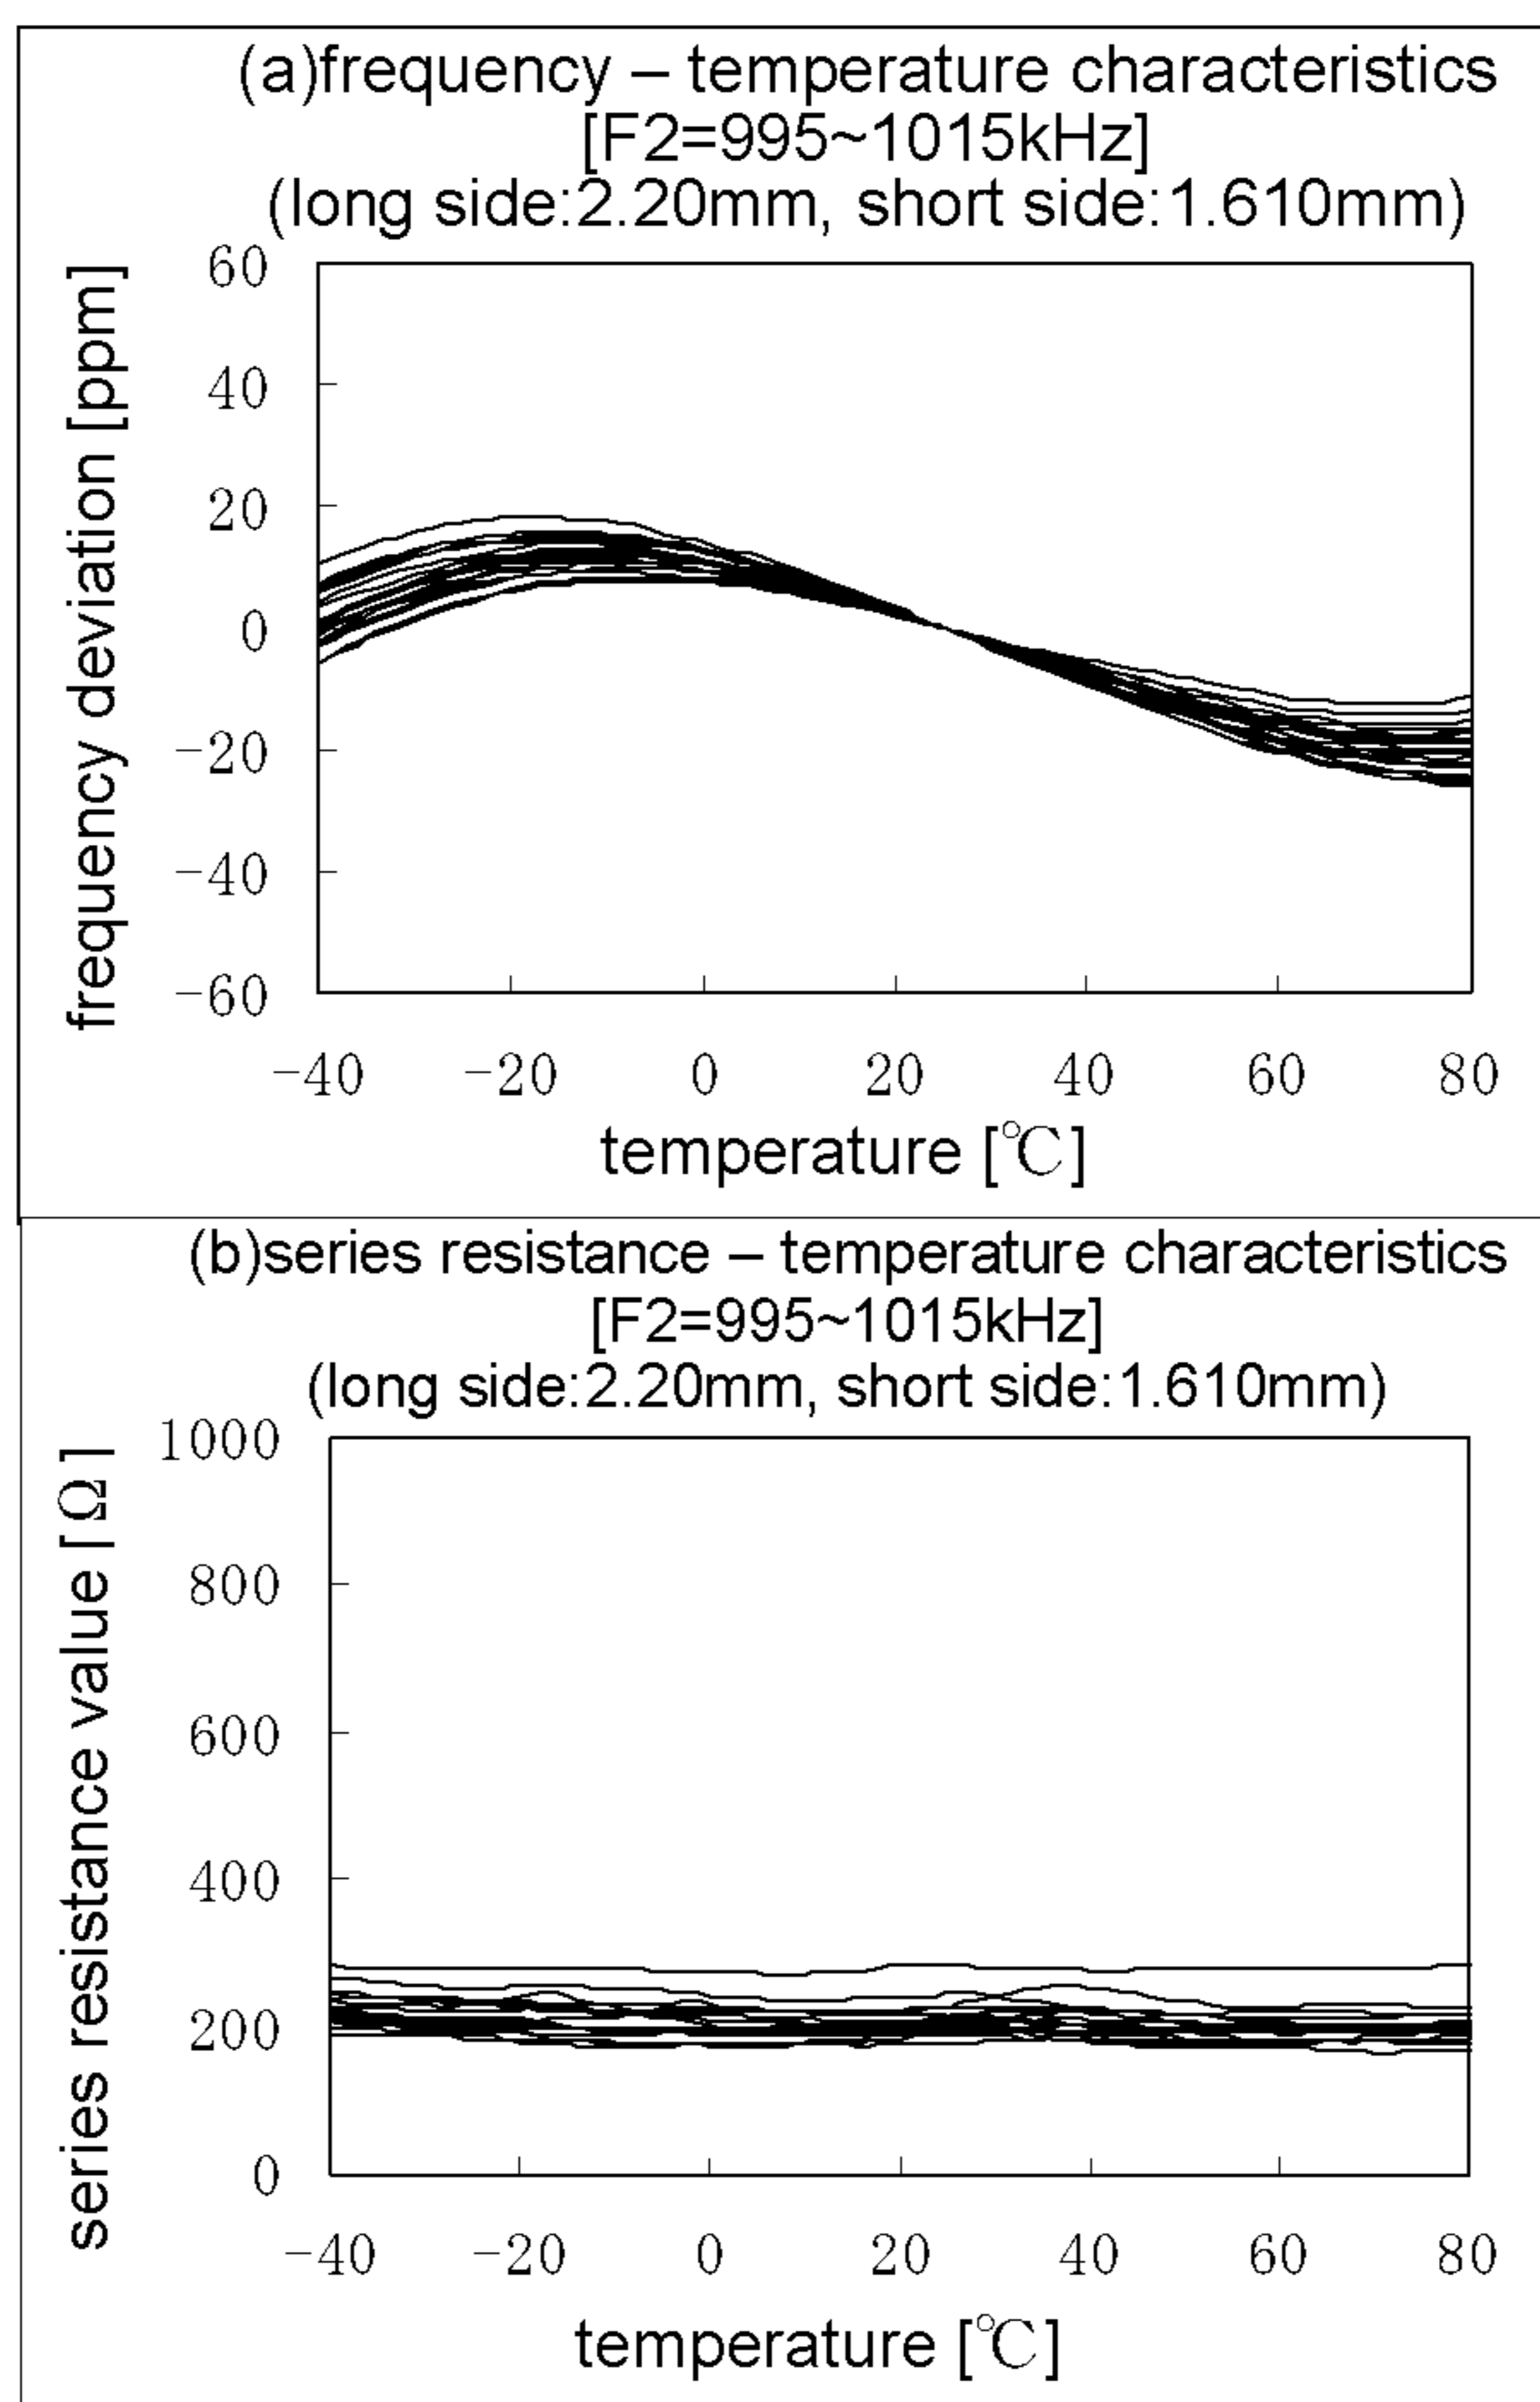 (a)frequency – temperature characteristics
[F2=995~1015kHz]
(long side:2.20mm, short side:1.610mm)
frequency deviation [ppm]
60
40
20
0
−20
−40
−60
−40 −20 0 20 40 60 80
temperature [℃]
(b)series resistance – temperature characteristics
[F2=995~1015kHz]
(long side:2.20mm, short side:1.610mm)
series resistance value [Ω]
1000
800
600
400
200
0
−40 −20 0 20 40 60 80
temperature [℃]